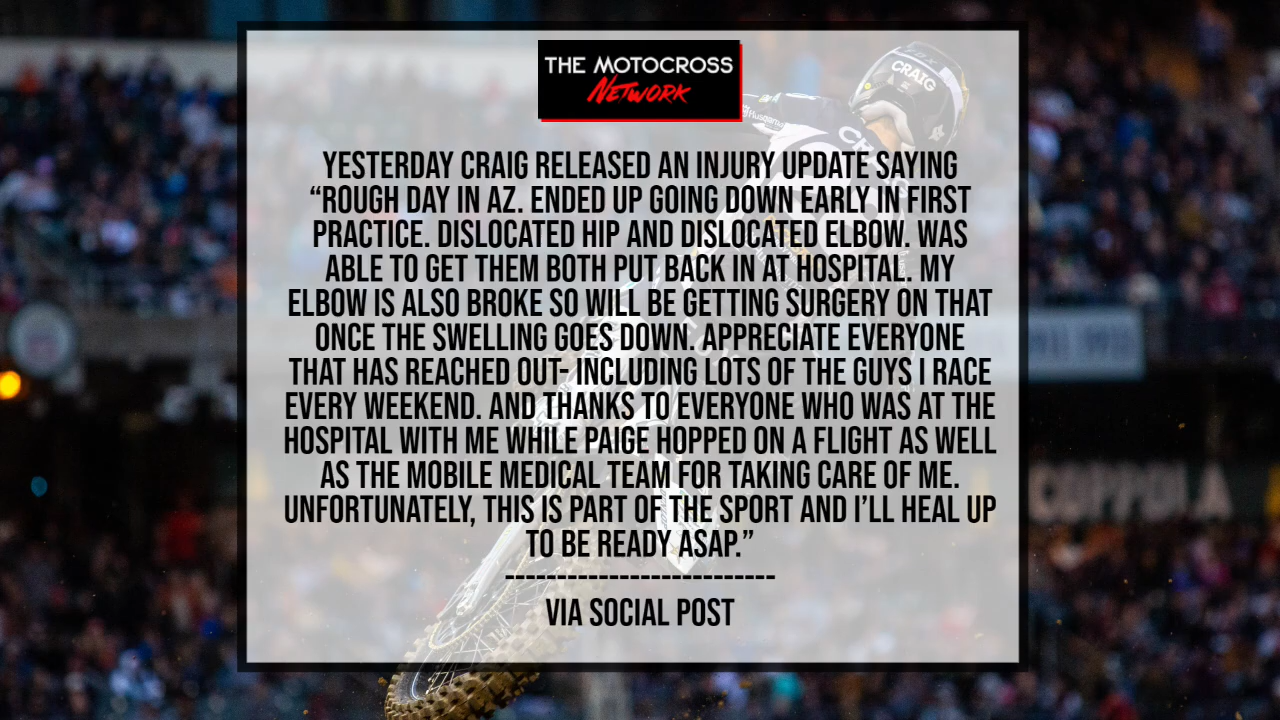 THE MOTOCROSS
NETWORK
CRAIG
Husqvarna
YESTERDAY CRAIG RELEASED AN INJURY UPDATE SAYING
“ROUGH DAY IN AZ. ENDED UP GOING DOWN EARLY IN FIRST
PRACTICE. DISLOCATED HIP AND DISLOCATED ELBOW. WAS
ABLE TO GET THEM BOTH PUT BACK IN AT HOSPITAL. MY
ELBOW IS ALSO BROKE SO WILL BE GETTING SURGERY ON THAT
ONCE THE SWELLING GOES DOWN. APPRECIATE EVERYONE
THAT HAS REACHED OUT- INCLUDING LOTS OF THE GUYS I RACE
EVERY WEEKEND. AND THANKS TO EVERYONE WHO WAS AT THE
HOSPITAL WITH ME WHILE PAIGE HOPPED ON A FLIGHT AS WELL
AS THE MOBILE MEDICAL TEAM FOR TAKING CARE OF ME.
UNFORTUNATELY, THIS IS PART OF THE SPORT AND I’LL HEAL UP
TO BE READY ASAP.”
--------------------------
VIA SOCIAL POST